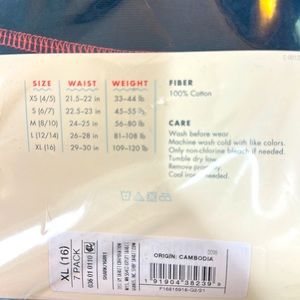 SIZE WAIST WEIGHT
XS (4/5) 21.5–22 in 33–44 lb
S (6/7) 22.5–23 in 45–55 lb
M (8/10) 24–25 in 56–80 lb
L (12/14) 26–28 in 81–108 lb
XL (16) 29–30 in 109–120 lb
FIBER
100% Cotton
CARE
Wash before wear
Machine wash cold with like colors.
Only non-chlorine bleach if needed.
Tumble dry low.
Remove promptly.
Cool iron if needed.
XL (16)
7 PACK
ORIGIN: CAMBODIA